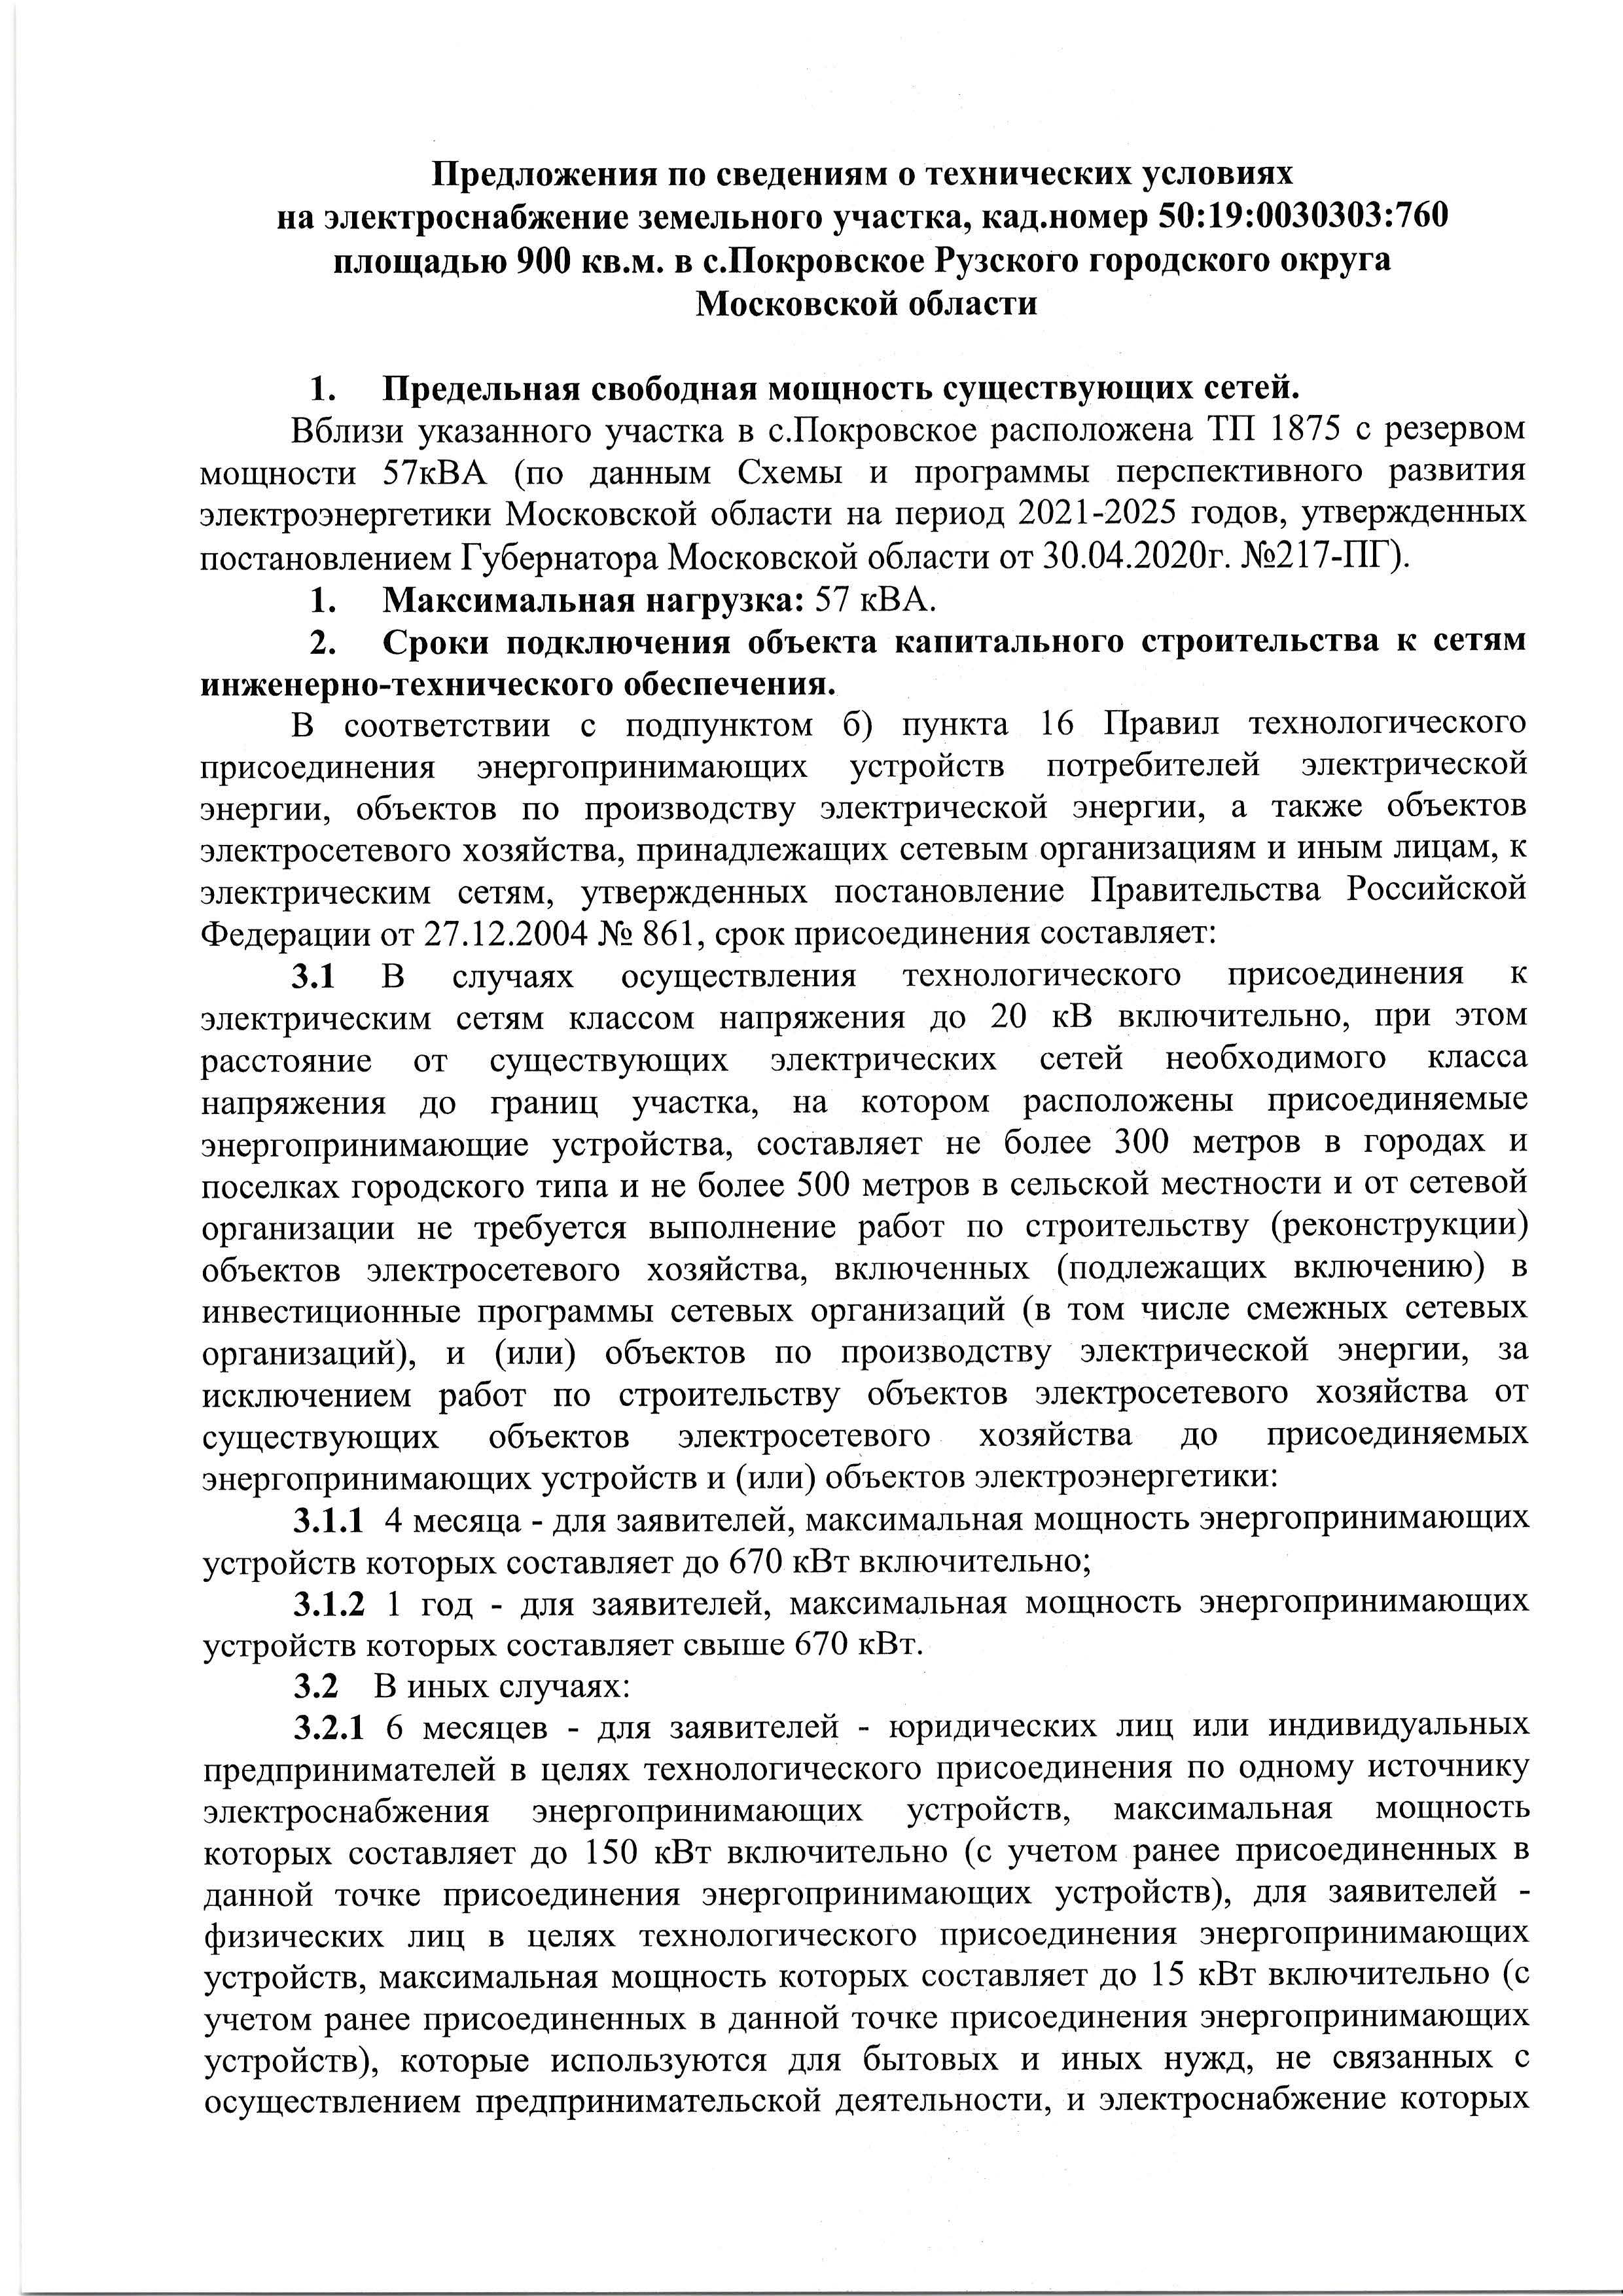 Предложения по сведениям о технических условиях
на электроснабжение земельного участка, кад.номер 50:19:0030303:760
площадью 900 кв.м. в с.Покровское Рузского городского округа
Московской области
1. Предельная свободная мощность существующих сетей.
Вблизи указанного участка в с.Покровское расположена ТП 1875 с резервом
мощности 57кВА (по данным Схемы и программы перспективного развития
электроэнергетики Московской области на период 2021-2025 годов, утвержденных
постановлением Губернатора Московской области от 30.04.2020г. №217-ПГ).
1. Максимальная нагрузка: 57 кВА.
2. Сроки подключения объекта капитального строительства к сетям
инженерно-технического обеспечения.
В соответствии с подпунктом б) пункта 16 Правил технологического
присоединения энергопринимающих устройств потребителей электрической
энергии, объектов по производству электрической энергии, а также объектов
электросетевого хозяйства, принадлежащих сетевым организациям и иным лицам, к
электрическим сетям, утвержденных постановление Правительства Российской
Федерации от 27.12.2004 № 861, срок присоединения составляет:
3.1 В случаях осуществления технологического присоединения к
электрическим сетям классом напряжения до 20 кВ включительно, при этом
расстояние от существующих электрических сетей необходимого класса
напряжения до границ участка, на котором расположены присоединяемые
энергопринимающие устройства, составляет не более 300 метров в городах и
поселках городского типа и не более 500 метров в сельской местности и от сетевой
организации не требуется выполнение работ по строительству (реконструкции)
объектов электросетевого хозяйства, включенных (подлежащих включению) в
инвестиционные программы сетевых организаций (в том числе смежных сетевых
организаций), и (или) объектов по производству электрической энергии, за
исключением работ по строительству объектов электросетевого хозяйства от
существующих объектов электросетевого хозяйства до присоединяемых
энергопринимающих устройств и (или) объектов электроэнергетики:
3.1.1 4 месяца - для заявителей, максимальная мощность энергопринимающих
устройств которых составляет до 670 кВт включительно;
3.1.2 1 год - для заявителей, максимальная мощность энергопринимающих
устройств которых составляет свыше 670 кВт.
3.2 В иных случаях:
3.2.1 6 месяцев - для заявителей - юридических лиц или индивидуальных
предпринимателей в целях технологического присоединения по одному источнику
электроснабжения энергопринимающих устройств, максимальная мощность
которых составляет до 150 кВт включительно (с учетом ранее присоединенных в
данной точке присоединения энергопринимающих устройств), для заявителей -
физических лиц в целях технологического присоединения энергопринимающих
устройств, максимальная мощность которых составляет до 15 кВт включительно (с
учетом ранее присоединенных в данной точке присоединения энергопринимающих
устройств), которые используются для бытовых и иных нужд, не связанных с
осуществлением предпринимательской деятельности, и электроснабжение которых